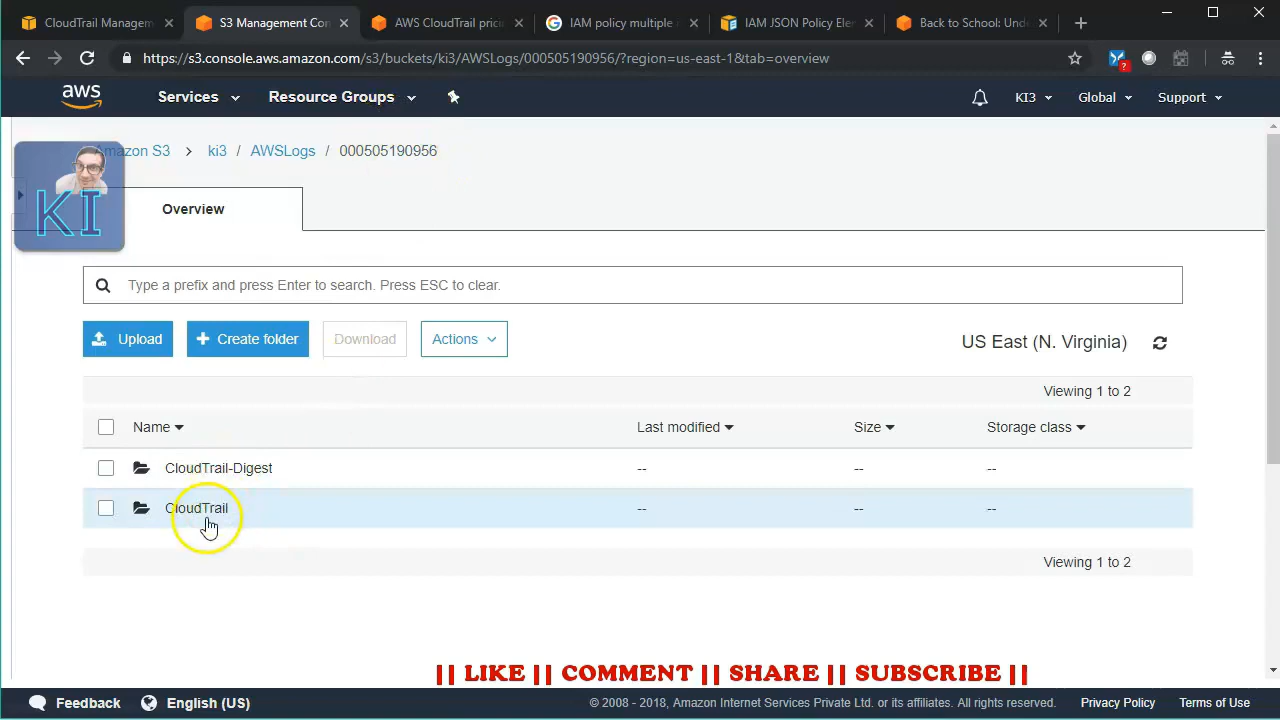 CloudTrail Managem
S3 Management Con
AWS CloudTrail pricin
IAM policy multiple a
IAM JSON Policy Elem
Back to School: Unde
https://s3.console.aws.amazon.com/s3/buckets/ki3/AWSLogs/000505190956/?region=us-east-1&tab=overview
?
aws
Services
Resource Groups
KI3
Global
Support
Amazon S3 > ki3 / AWSLogs / 000505190956
KI
Overview
Type a prefix and press Enter to search. Press ESC to clear.
Upload
+ Create folder
Download
Actions
US East (N. Virginia)
Viewing 1 to 2
Name
Last modified
Size
Storage class
CloudTrail-Digest
--
--
--
CloudTrail
--
--
--
Viewing 1 to 2
|| LIKE || COMMENT || SHARE || SUBSCRIBE ||
Feedback
English (US)
© 2008 - 2018, Amazon Internet Services Private Ltd. or its affiliates. All rights reserved.
Privacy Policy
Terms of Use